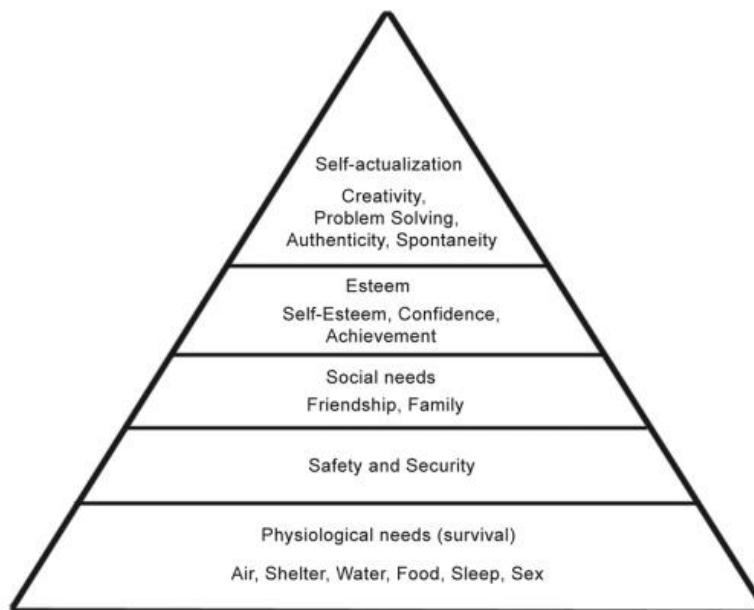 Self-actualization
Creativity,
Problem Solving,
Authenticity, Spontaneity
Esteem
Self-Esteem, Confidence,
Achievement
Social needs
Friendship, Family
Safety and Security
Physiological needs (survival)
Air, Shelter, Water, Food, Sleep, Sex